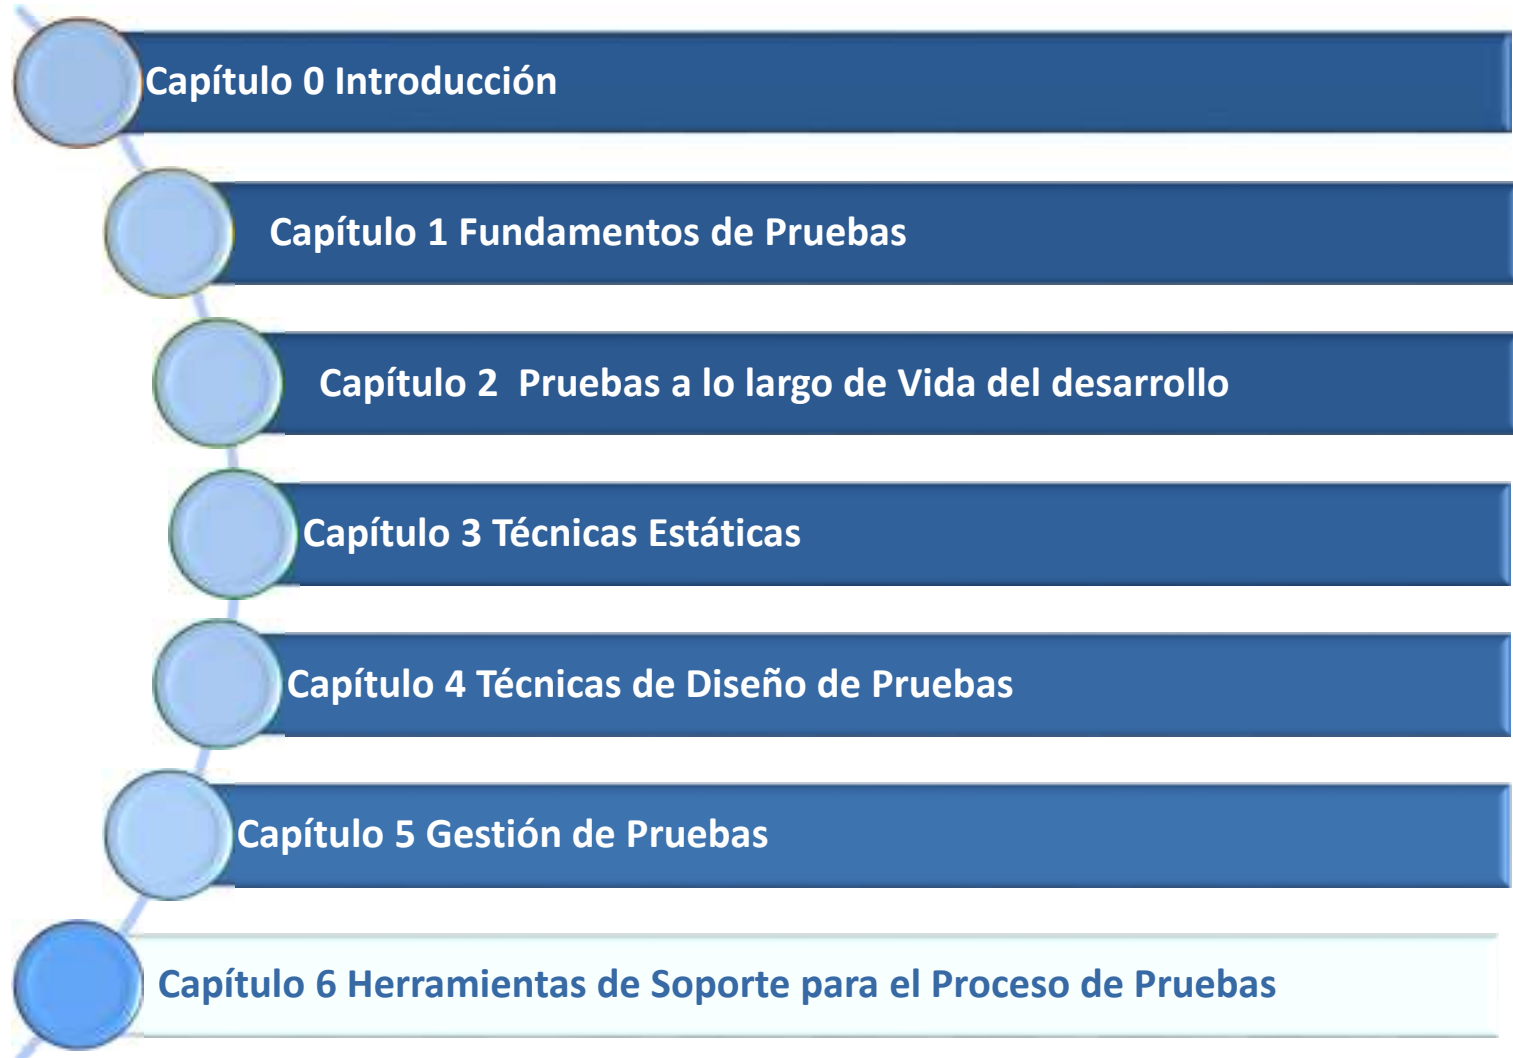 Capítulo 0 Introducción
Capítulo 1 Fundamentos de Pruebas
Capítulo 2 Pruebas a lo largo de Vida del desarrollo
Capítulo 3 Técnicas Estáticas
Capítulo 4 Técnicas de Diseño de Pruebas
Capítulo 5 Gestión de Pruebas
Capítulo 6 Herramientas de Soporte para el Proceso de Pruebas